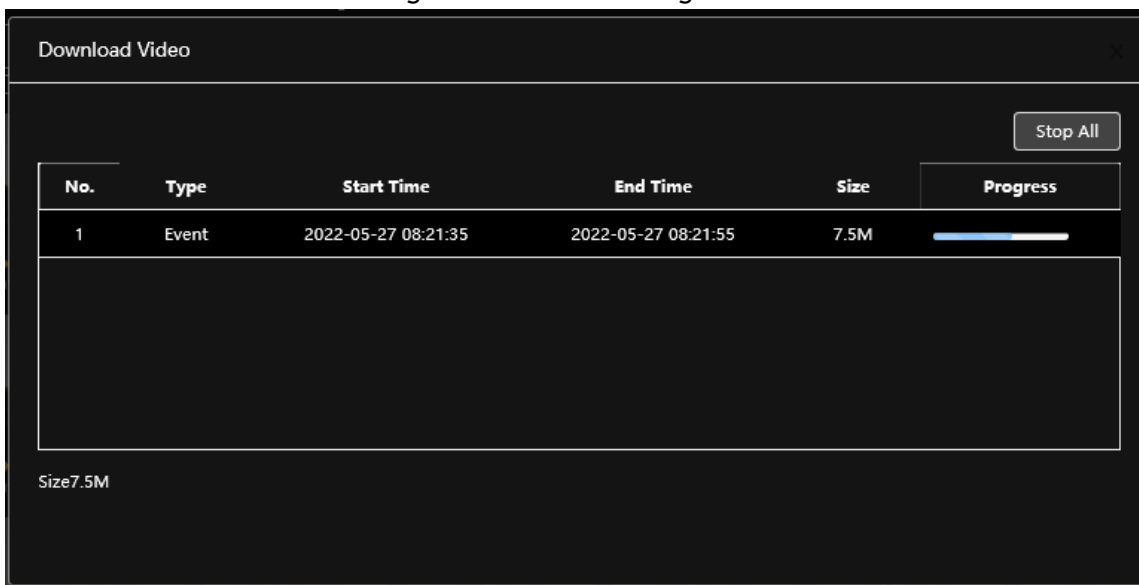 Download Video
Stop All
No. Type Start Time End Time Size Progress
1 Event 2022-05-27 08:21:35 2022-05-27 08:21:55 7.5M
Size7.5M